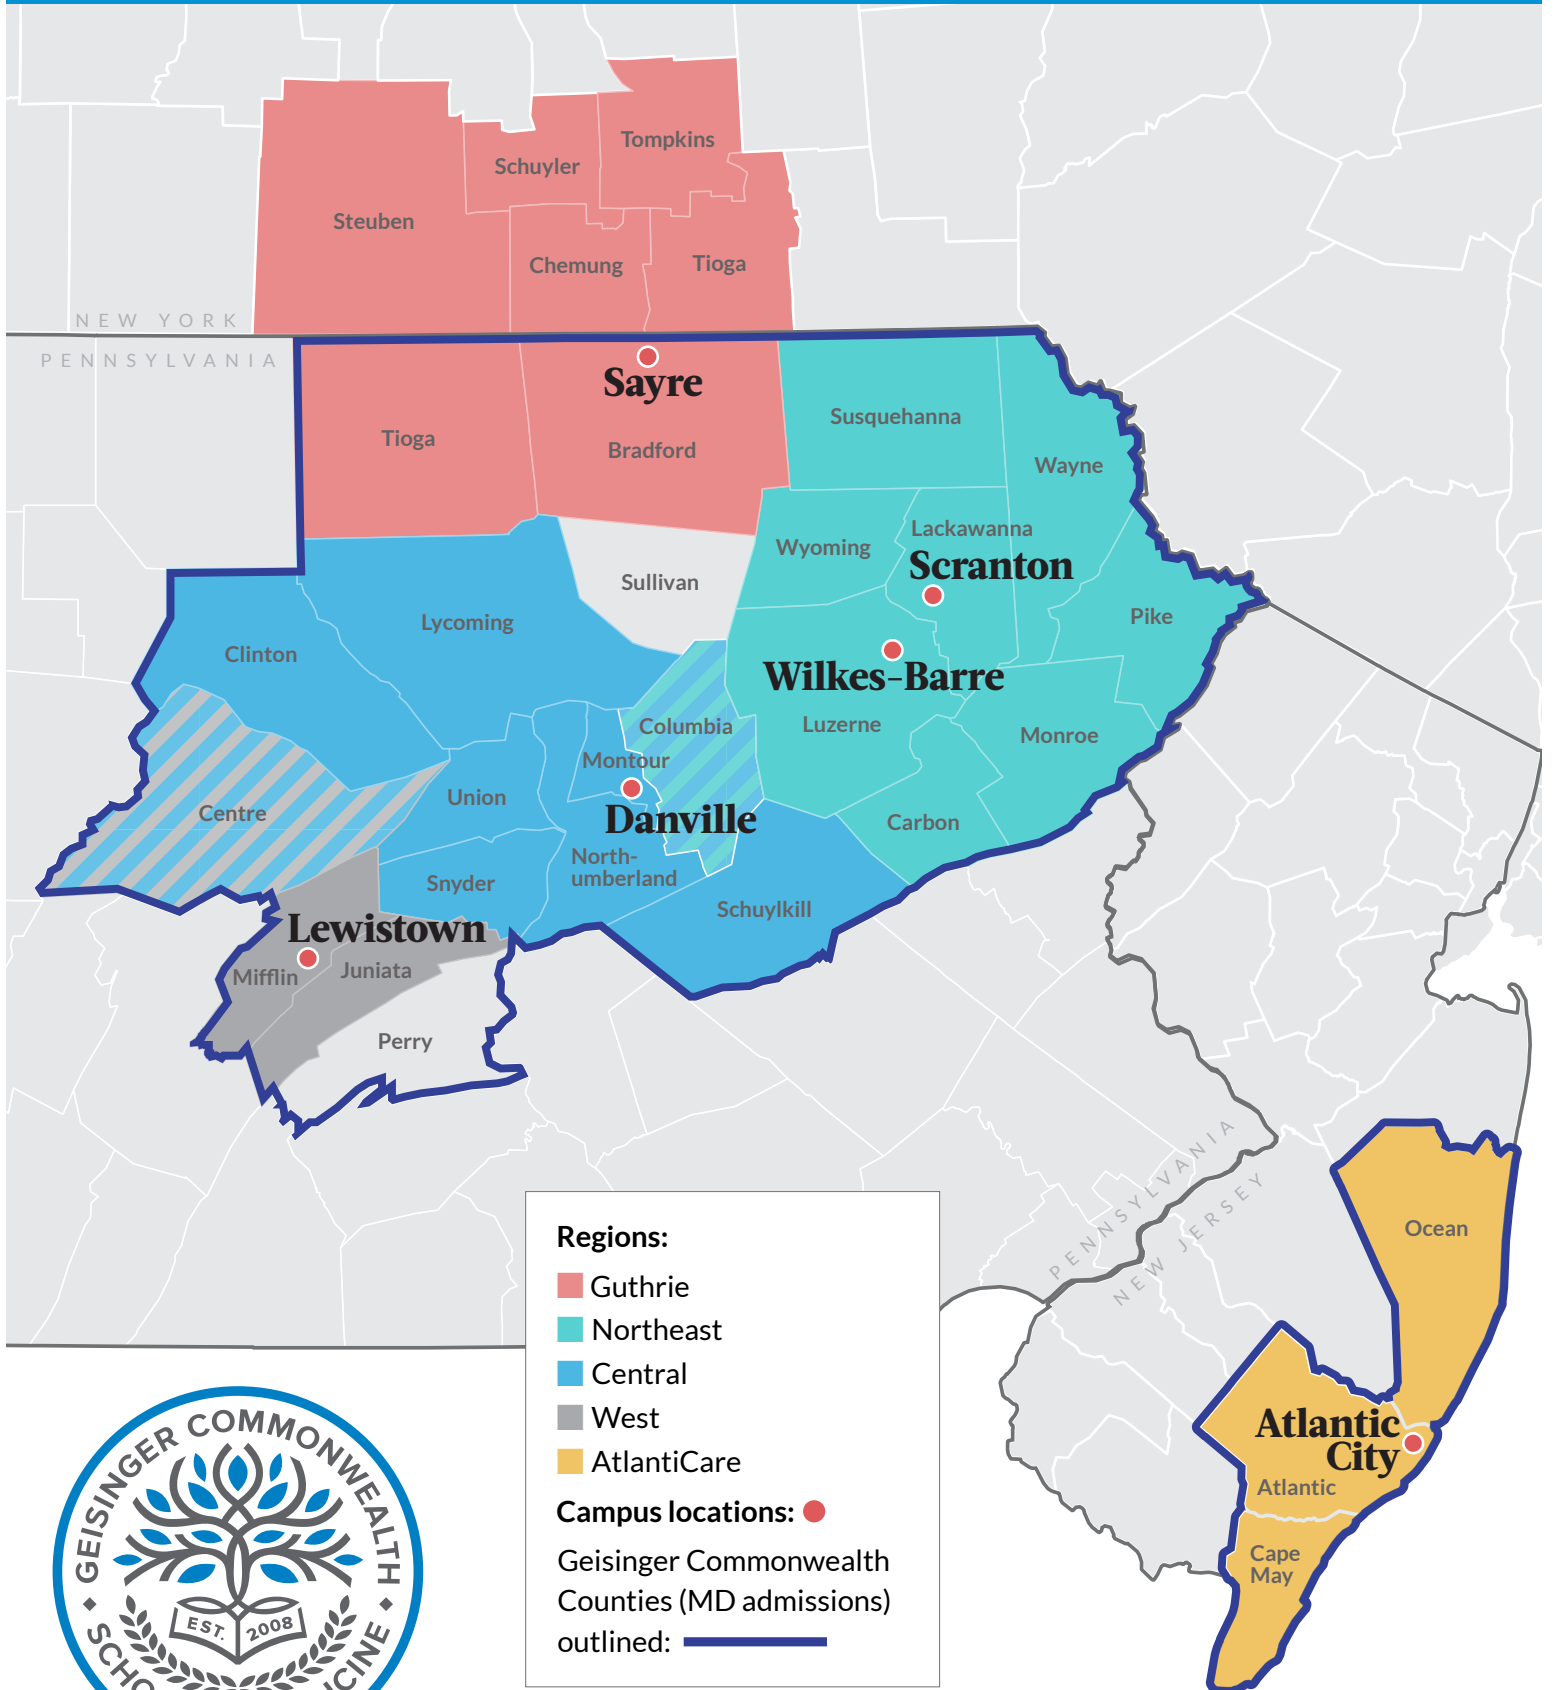 Tompkins
Schuyler
Steuben
Chemung
Tioga
NEW YORK
PENNSYLVANIA
Sayre
Tioga
Bradford
Susquehanna
Wayne
Lackawanna
Wyoming
Scranton
Sullivan
Pike
Lycoming
Clinton
Wilkes-Barre
Columbia
Luzerne
Monroe
Montour
Union
Centre
Danville
Carbon
North-
umberland
Snyder
Schuylkill
Lewistown
Mifflin
Juniata
Perry
PENNSYLVANIA
NEW JERSEY
Ocean
Atlantic
City
Atlantic
Cape
May
Regions:
Guthrie
Northeast
Central
West
AtlantiCare
Campus locations:
Geisinger Commonwealth
Counties (MD admissions)
outlined:
GEISINGER COMMONWEALTH
EST. 2008